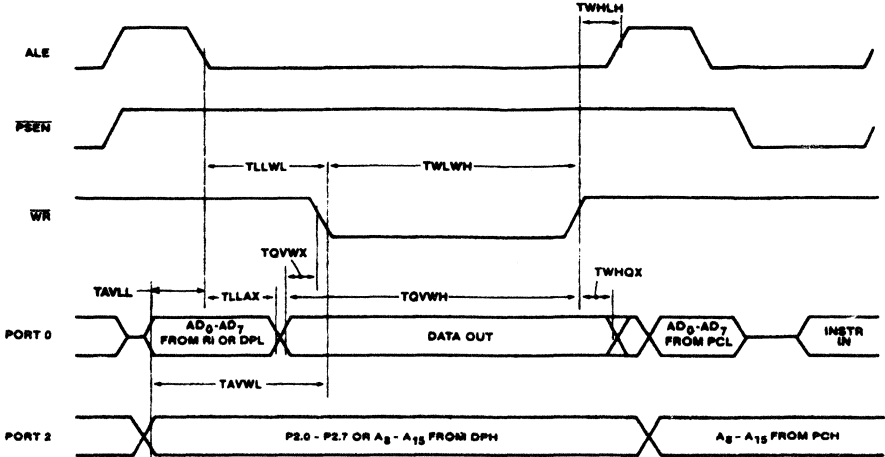 TWHLH
ALE
PSEN
TLLWL
TWLWH
WR
TQVWX
TWHQX
TAVLL
TLLAX
TQVWH
PORT 0
AD0-AD7
FROM RI OR DPL
DATA OUT
AD0-AD7
FROM PCL
INSTR
IN
TAVWL
PORT 2
P2.0 - P2.7 OR A8 - A15 FROM DPH
A8 - A15 FROM PCH